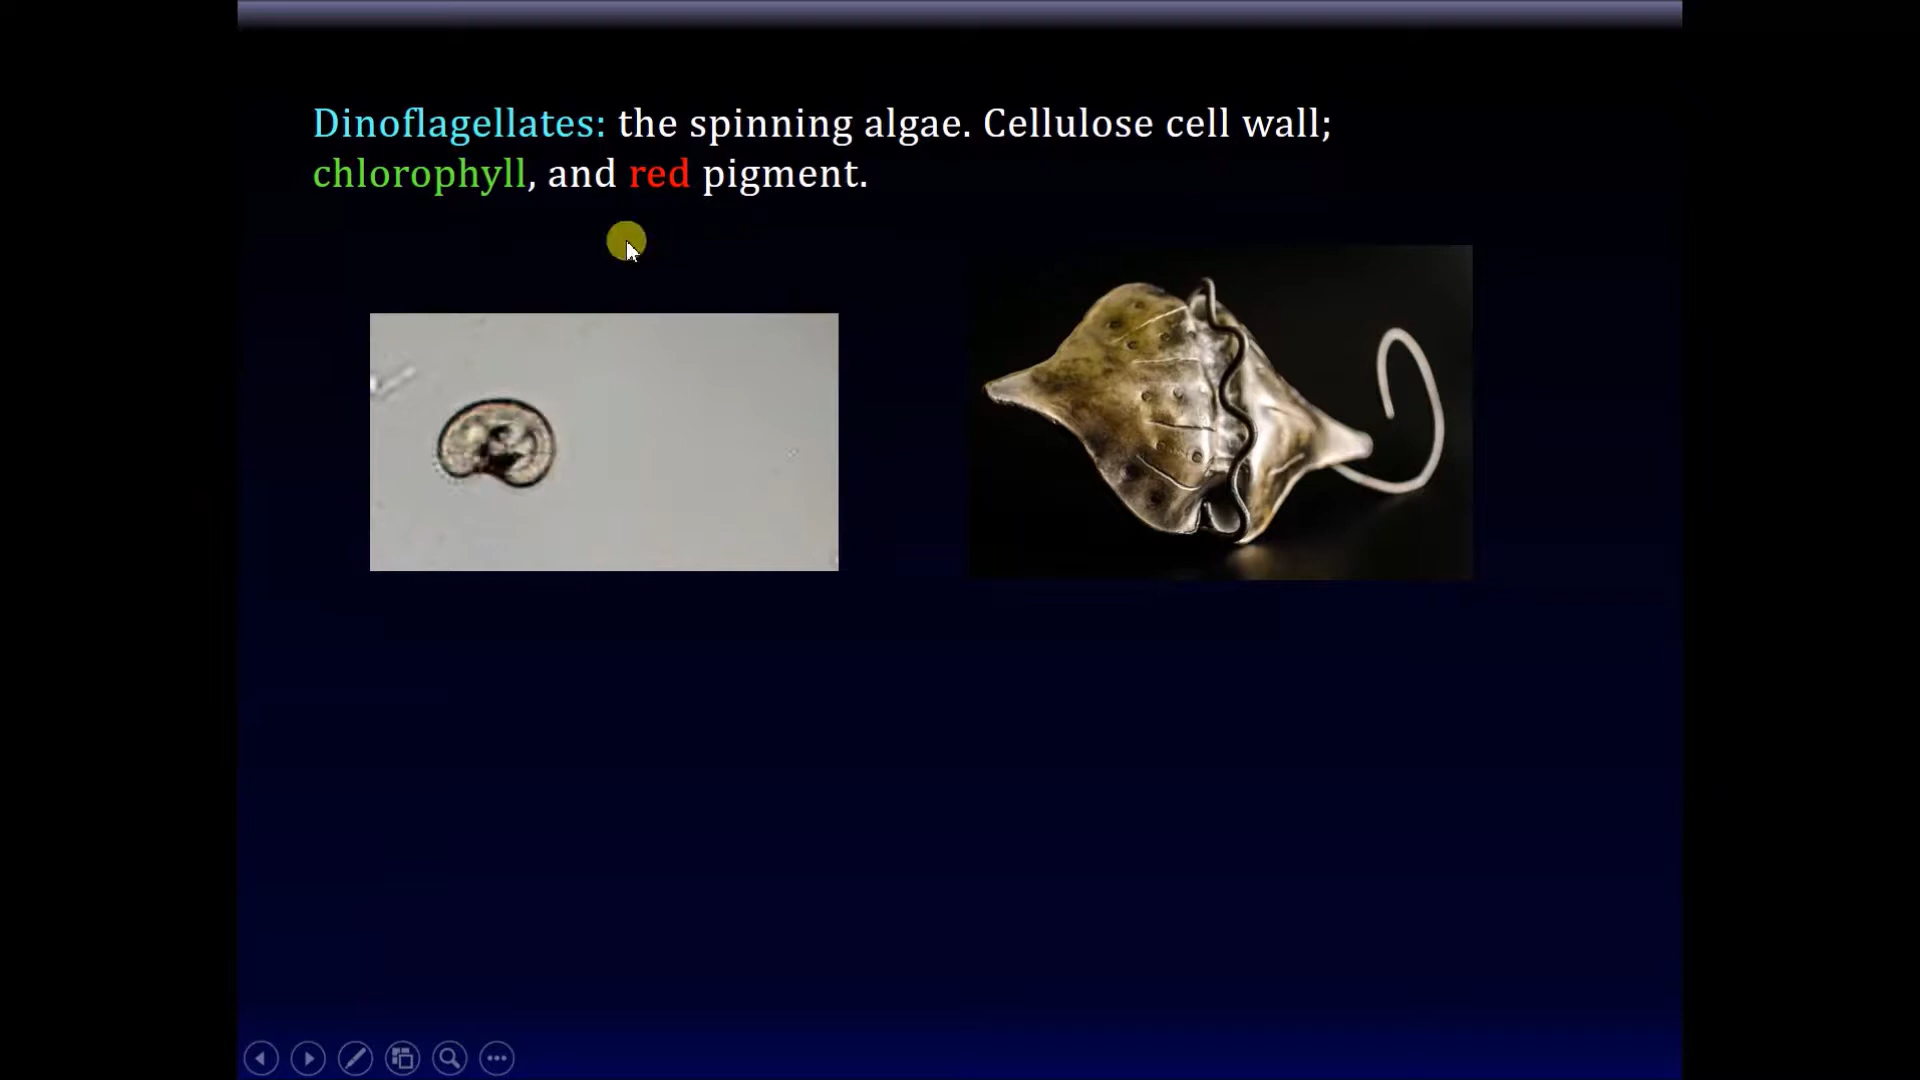 Dinoflagellates: the spinning algae. Cellulose cell wall;
chlorophyll, and red pigment.